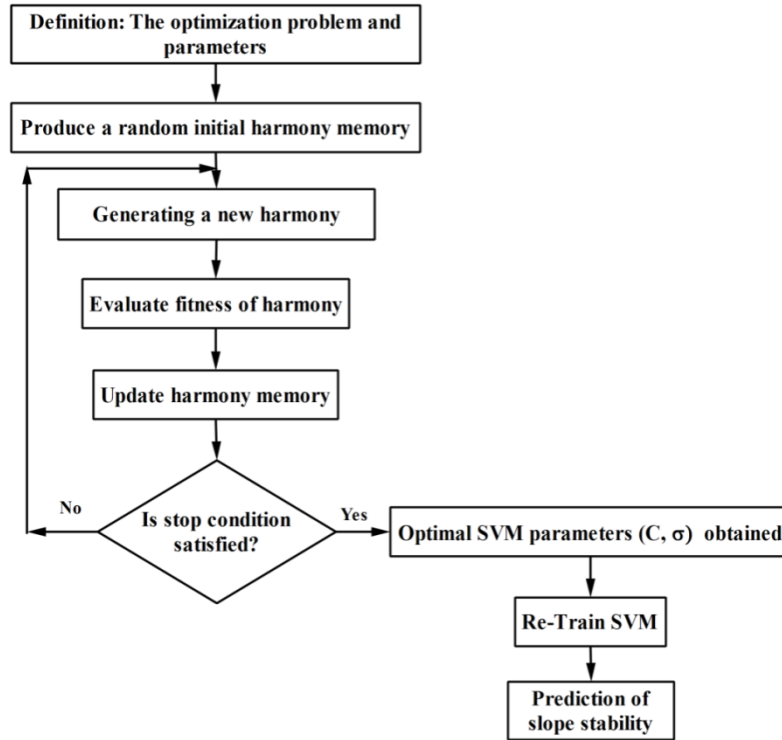 Definition: The optimization problem and
parameters
Produce a random initial harmony memory
Generating a new harmony
Evaluate fitness of harmony
Update harmony memory
Is stop condition
satisfied?
No
Yes
Optimal SVM parameters (C, σ) obtained
Re-Train SVM
Prediction of
slope stability